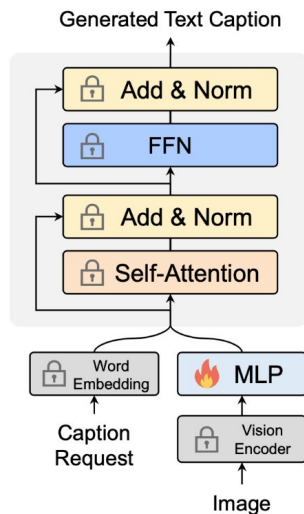 Generated Text Caption
Add & Norm
FFN
Add & Norm
Self-Attention
Word
Embedding
MLP
Caption
Request
Vision
Encoder
Image